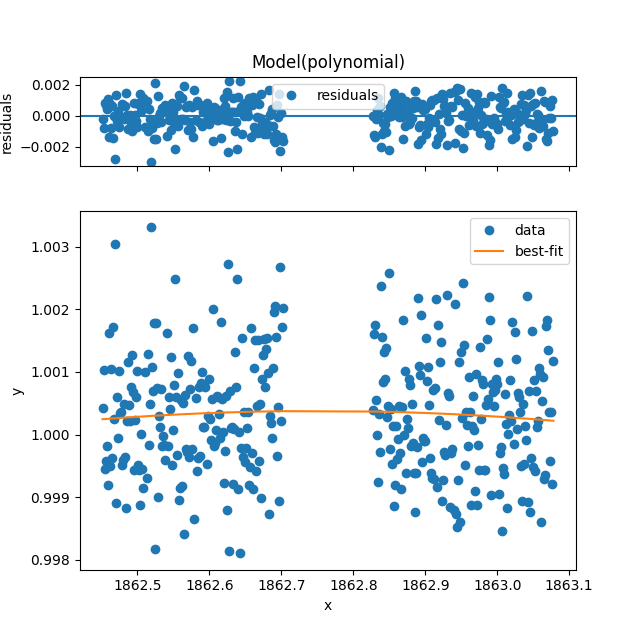 Model(polynomial)
0.002
0.000
−0.002
residuals
residuals
1.003
1.002
1.001
1.000
0.999
0.998
y
data
best-fit
1862.5
1862.6
1862.7
1862.8
1862.9
1863.0
1863.1
x